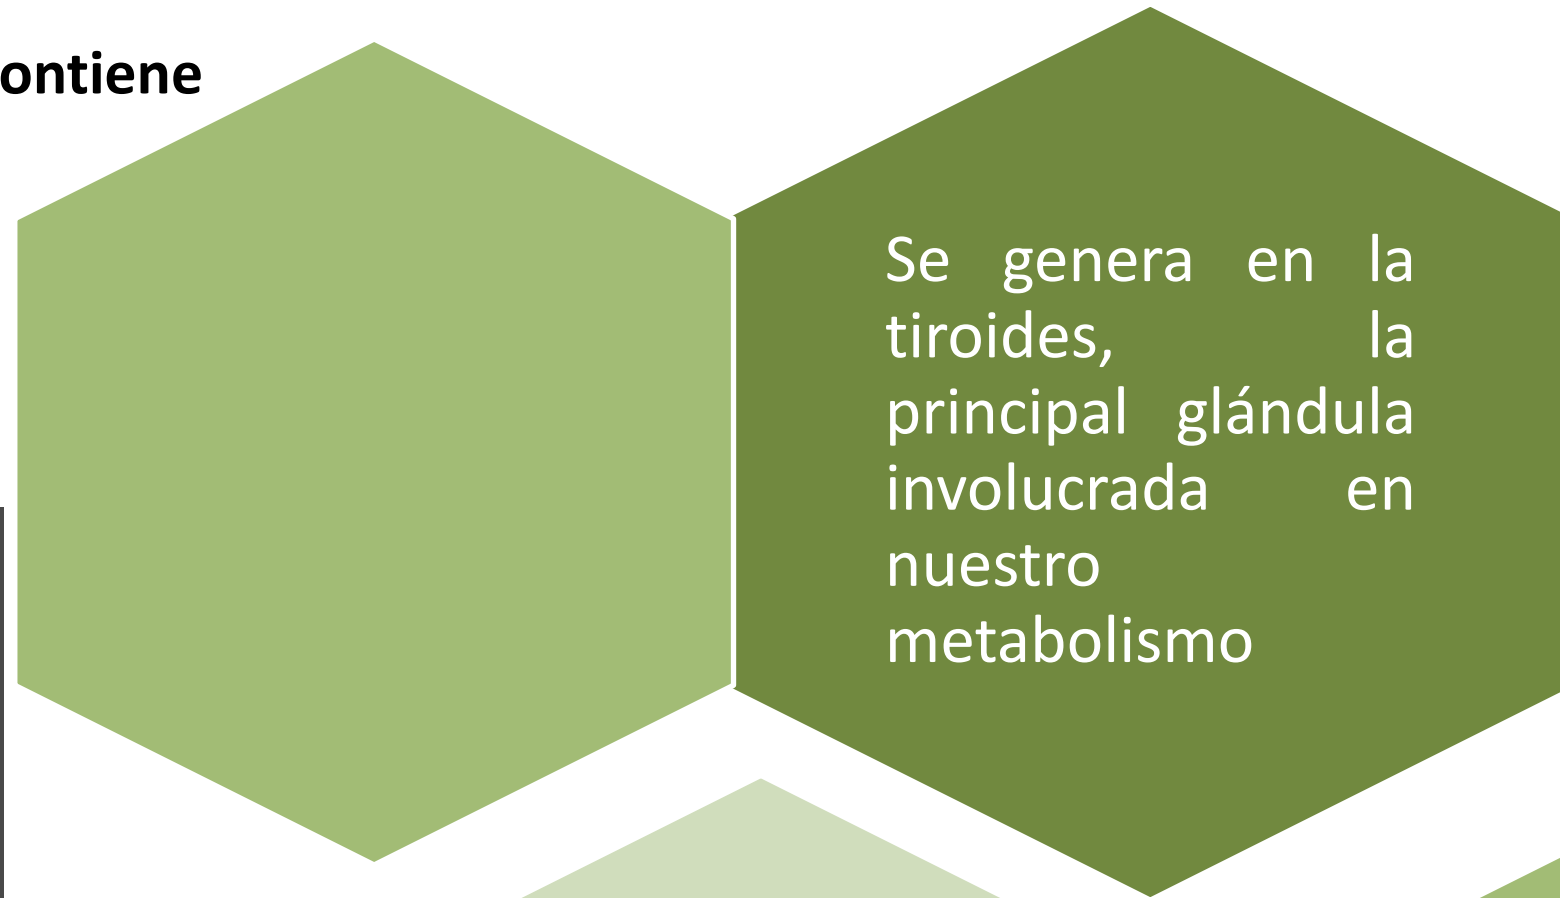 ontiene
Se genera en la
tiroides, la
principal glándula
involucrada en
nuestro
metabolismo